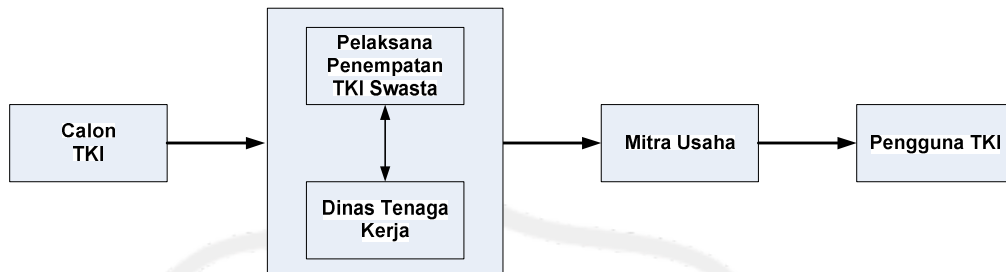 Calon
TKI
Pelaksana
Penempatan
TKI Swasta
Dinas Tenaga
Kerja
Mitra Usaha
Pengguna TKI